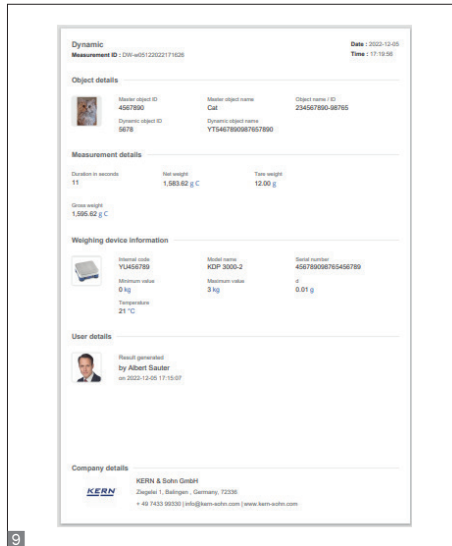 Dynamic
Date : 2022-12-05
Measurement ID : DW-w05122022171626
Time : 17:19:56
Object details
Master object ID
Master object name
Object name / ID
4567890
Cat
234567890-98765
Dynamic object ID
Dynamic object name
5678
YT5467890987657890
Measurement details
Duration in seconds
Net weight
Tare weight
11
1,583.62 g C
12.00 g
Gross weight
1,595.62 g C
Weighing device information
Internal code
Model name
Serial number
YU456789
KDP 3000-2
456789098765456789
Minimum value
Maximum value
d
0 kg
3 kg
0.01 g
Temperature
21 °C
User details
Result generated
by Albert Sauter
on 2022-12-05 17:15:07
Company details
KERN & Sohn GmbH
KERN
Ziegelei 1, Balingen , Germany, 72336
+ 49 7433 99330 | info@kern-sohn.com | www.kern-sohn.com
9